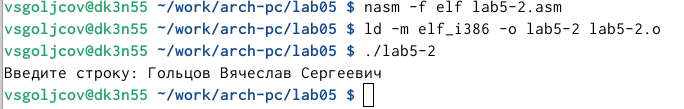 vsgoljcov@dk3n55 ~/work/arch-pc/lab05 $ nasm -f elf lab5-2.asm
vsgoljcov@dk3n55 ~/work/arch-pc/lab05 $ ld -m elf_i386 -o lab5-2 lab5-2.o
vsgoljcov@dk3n55 ~/work/arch-pc/lab05 $ ./lab5-2
Введите строку: Гольцов Вячеслав Сергеевич
vsgoljcov@dk3n55 ~/work/arch-pc/lab05 $